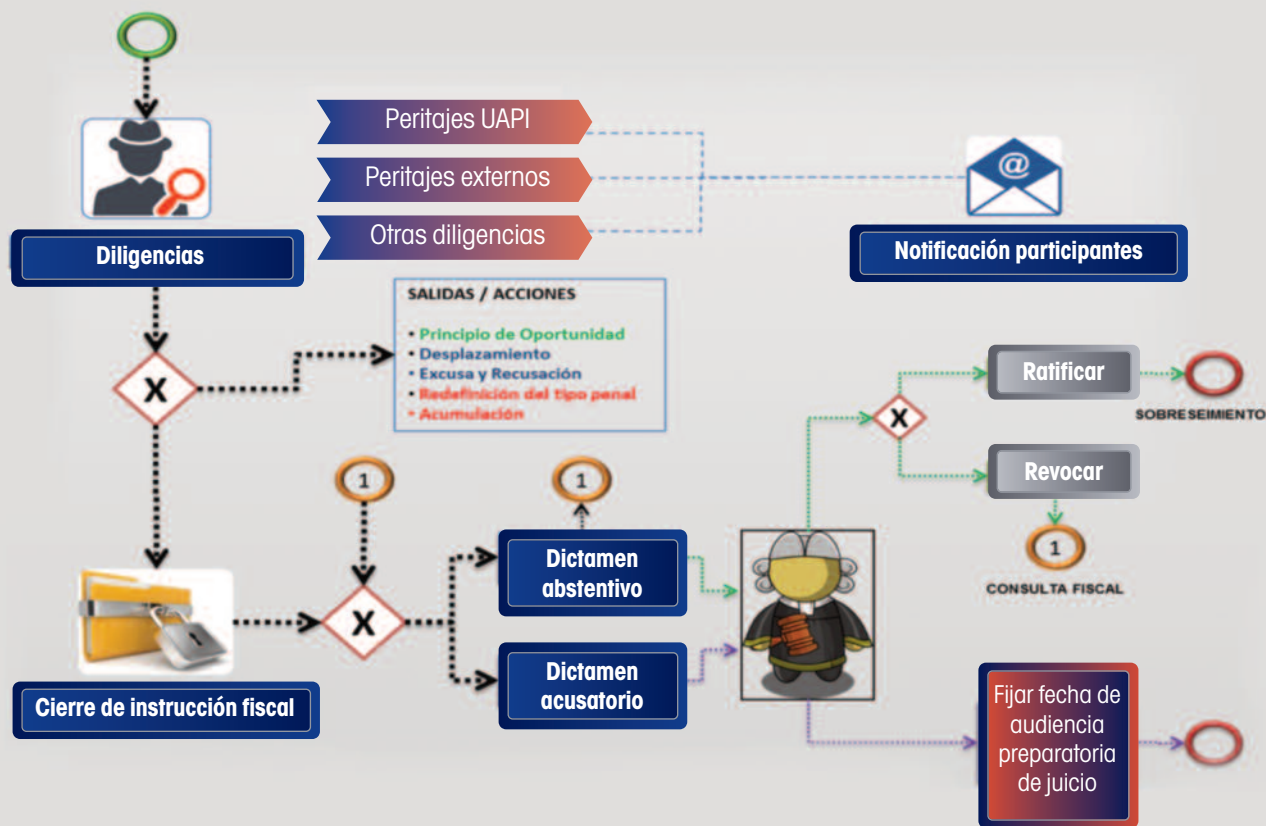 Peritajes UAPI
Peritajes externos
Otras diligencias
@
Diligencias
Notificación participantes
SALIDAS / ACCIONES
• Principio de Oportunidad
• Desplazamiento
• Excusa y Recusación
• Redefinición del tipo penal
• Acumulación
X
X
Ratificar
SOBRESEIMIENTO
Revocar
1
CONSULTA FISCAL
1
1
Dictamen
abstentivo
X
Dictamen
acusatorio
Cierre de instrucción fiscal
Fijar fecha de
audiencia
preparatoria
de juicio